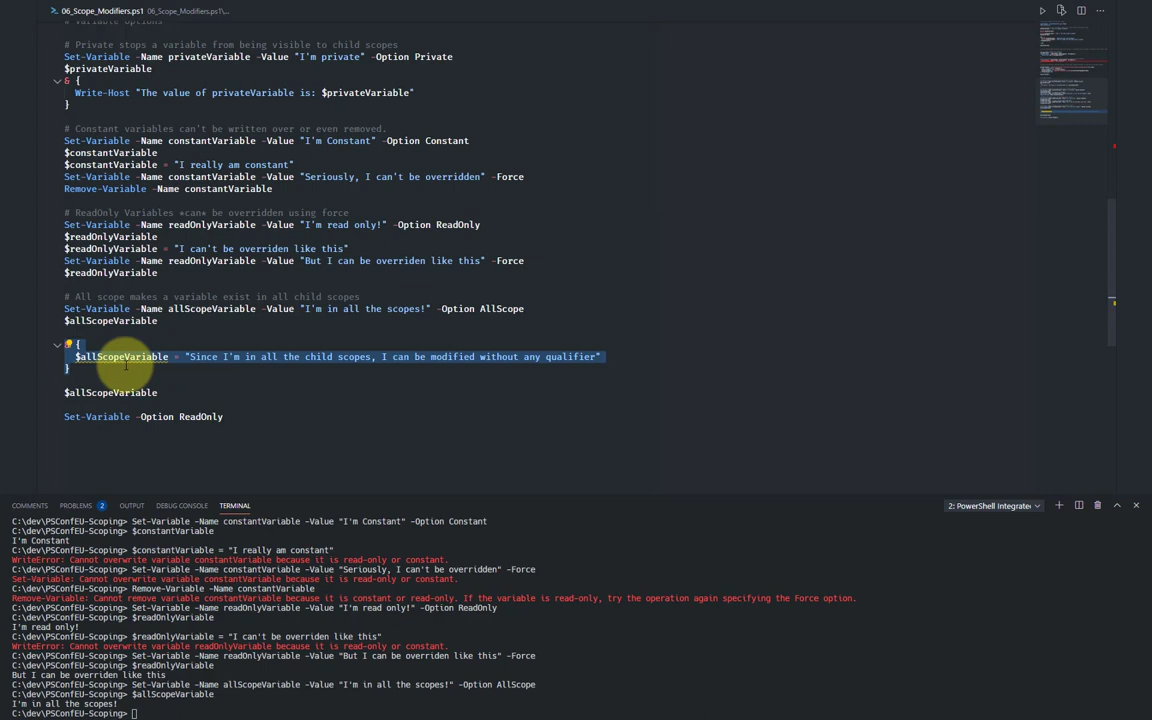 06_Scope_Modifiers.ps1 06_Scope_Modifiers.ps1\...
# Variable Options
# Private stops a variable from being visible to child scopes
Set-Variable -Name privateVariable -Value "I'm private" -Option Private
$privateVariable
& {
Write-Host "The value of privateVariable is: $privateVariable"
}
# Constant variables can't be written over or even removed.
Set-Variable -Name constantVariable -Value "I'm Constant" -Option Constant
$constantVariable
$constantVariable = "I really am constant"
Set-Variable -Name constantVariable -Value "Seriously, I can't be overridden" -Force
Remove-Variable -Name constantVariable
# ReadOnly Variables *can* be overridden using force
Set-Variable -Name readOnlyVariable -Value "I'm read only!" -Option ReadOnly
$readOnlyVariable
$readOnlyVariable = "I can't be overriden like this"
Set-Variable -Name readOnlyVariable -Value "But I can be overriden like this" -Force
$readOnlyVariable
# All scope makes a variable exist in all child scopes
Set-Variable -Name allScopeVariable -Value "I'm in all the scopes!" -Option AllScope
$allScopeVariable
{
$allScopeVariable = "Since I'm in all the child scopes, I can be modified without any qualifier"
}
$allScopeVariable
Set-Variable -Option ReadOnly
COMMENTS PROBLEMS 2 OUTPUT DEBUG CONSOLE TERMINAL 2: PowerShell Integrate
C:\dev\PSConfEU-Scoping> Set-Variable -Name constantVariable -Value "I'm Constant" -Option Constant
C:\dev\PSConfEU-Scoping> $constantVariable
I'm Constant
C:\dev\PSConfEU-Scoping> $constantVariable = "I really am constant"
WriteError: Cannot overwrite variable constantVariable because it is read-only or constant.
C:\dev\PSConfEU-Scoping> Set-Variable -Name constantVariable -Value "Seriously, I can't be overridden" -Force
Set-Variable: Cannot overwrite variable constantVariable because it is read-only or constant.
C:\dev\PSConfEU-Scoping> Remove-Variable -Name constantVariable
Remove-Variable: Cannot remove variable constantVariable because it is constant or read-only. If the variable is read-only, try the operation again specifying the Force option.
C:\dev\PSConfEU-Scoping> Set-Variable -Name readOnlyVariable -Value "I'm read only!" -Option ReadOnly
C:\dev\PSConfEU-Scoping> $readOnlyVariable
I'm read only!
C:\dev\PSConfEU-Scoping> $readOnlyVariable = "I can't be overriden like this"
WriteError: Cannot overwrite variable readOnlyVariable because it is read-only or constant.
C:\dev\PSConfEU-Scoping> Set-Variable -Name readOnlyVariable -Value "But I can be overriden like this" -Force
C:\dev\PSConfEU-Scoping> $readOnlyVariable
But I can be overriden like this
C:\dev\PSConfEU-Scoping> Set-Variable -Name allScopeVariable -Value "I'm in all the scopes!" -Option AllScope
C:\dev\PSConfEU-Scoping> $allScopeVariable
I'm in all the scopes!
C:\dev\PSConfEU-Scoping>